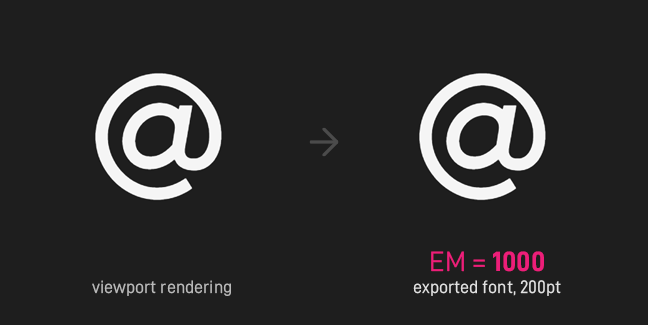 @ → @
EM = 1000
viewport rendering
exported font, 200pt